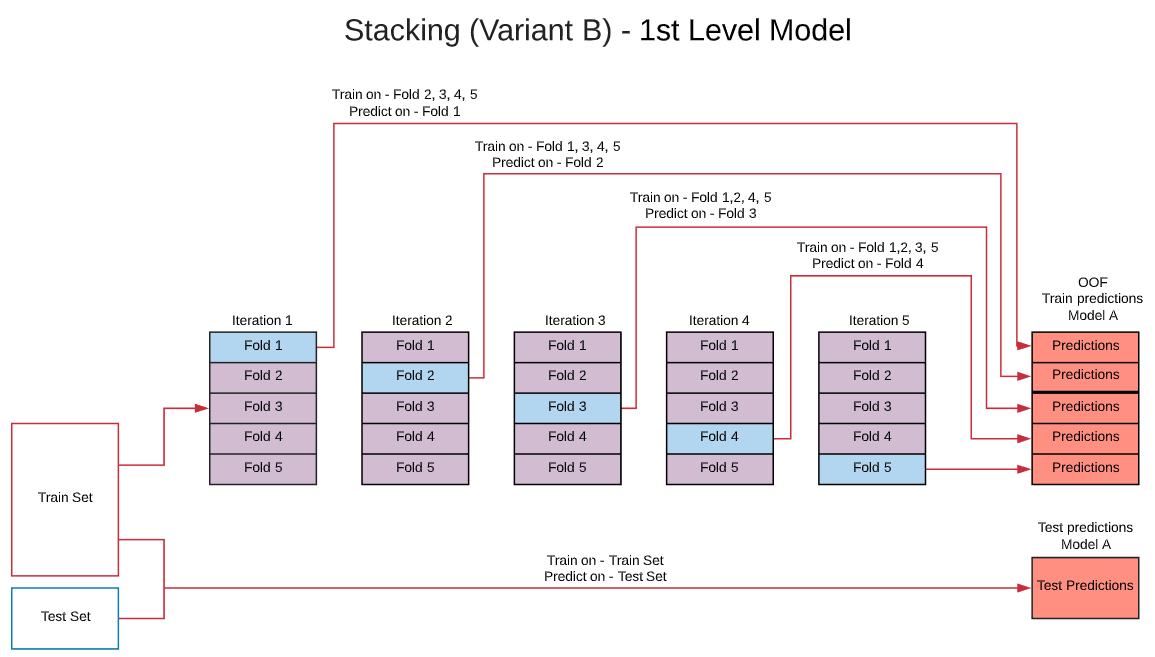 Stacking (Variant B) - 1st Level Model
Train on - Fold 2, 3, 4, 5
Predict on - Fold 1
Train on - Fold 1, 3, 4, 5
Predict on - Fold 2
Train on - Fold 1,2, 4, 5
Predict on - Fold 3
Train on - Fold 1,2, 3, 5
Predict on - Fold 4
OOF
Train predictions
Model A
Iteration 1
Fold 1
Fold 2
Fold 3
Fold 4
Fold 5
Iteration 2
Fold 1
Fold 2
Fold 3
Fold 4
Fold 5
Iteration 3
Fold 1
Fold 2
Fold 3
Fold 4
Fold 5
Iteration 4
Fold 1
Fold 2
Fold 3
Fold 4
Fold 5
Iteration 5
Fold 1
Fold 2
Fold 3
Fold 4
Fold 5
Predictions
Predictions
Predictions
Predictions
Predictions
Train Set
Test Set
Train on - Train Set
Predict on - Test Set
Test predictions
Model A
Test Predictions